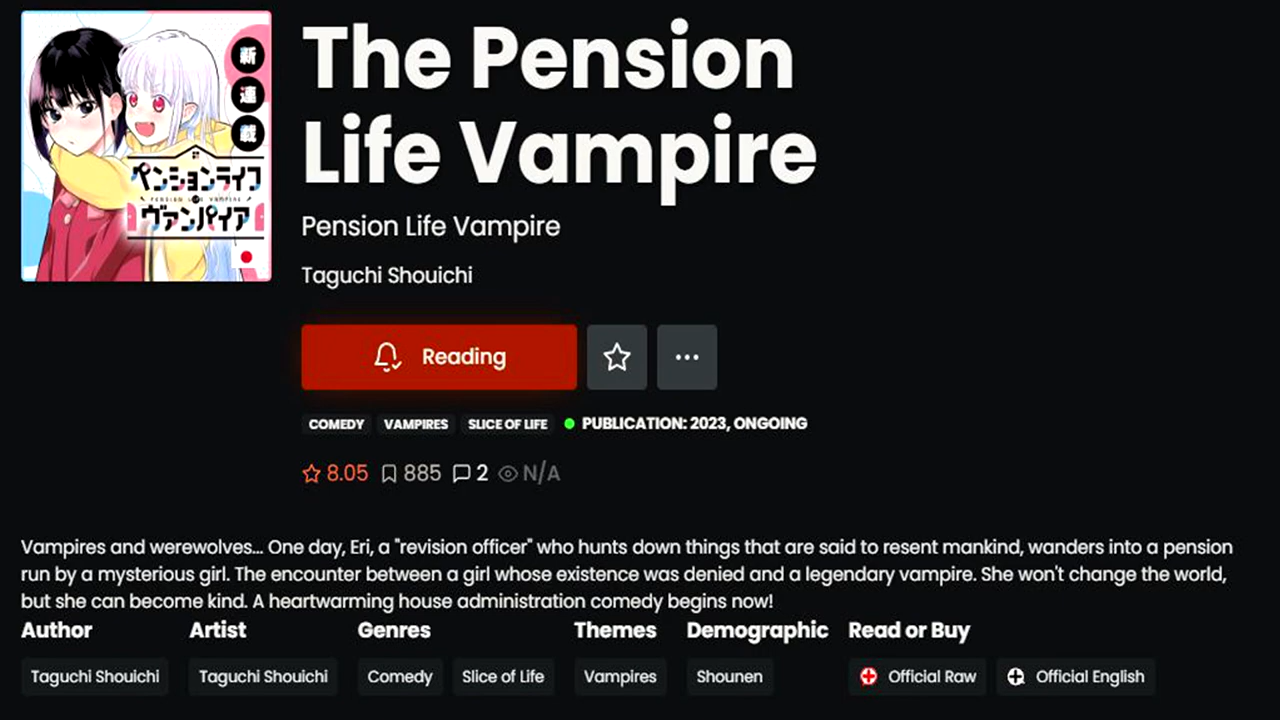 新連載
ペンションライフ
PENSION LIFE VAMPIRE
ヴァンパイア
The Pension
Life Vampire
Pension Life Vampire
Taguchi Shouichi
Reading
COMEDY VAMPIRES SLICE OF LIFE PUBLICATION: 2023, ONGOING
8.05 885 2 N/A
Vampires and werewolves... One day, Eri, a "revision officer" who hunts down things that are said to resent mankind, wanders into a pension
run by a mysterious girl. The encounter between a girl whose existence was denied and a legendary vampire. She won't change the world,
but she can become kind. A heartwarming house administration comedy begins now!
Author Artist Genres Themes Demographic Read or Buy
Taguchi Shouichi Taguchi Shouichi Comedy Slice of Life Vampires Shounen Official Raw Official English